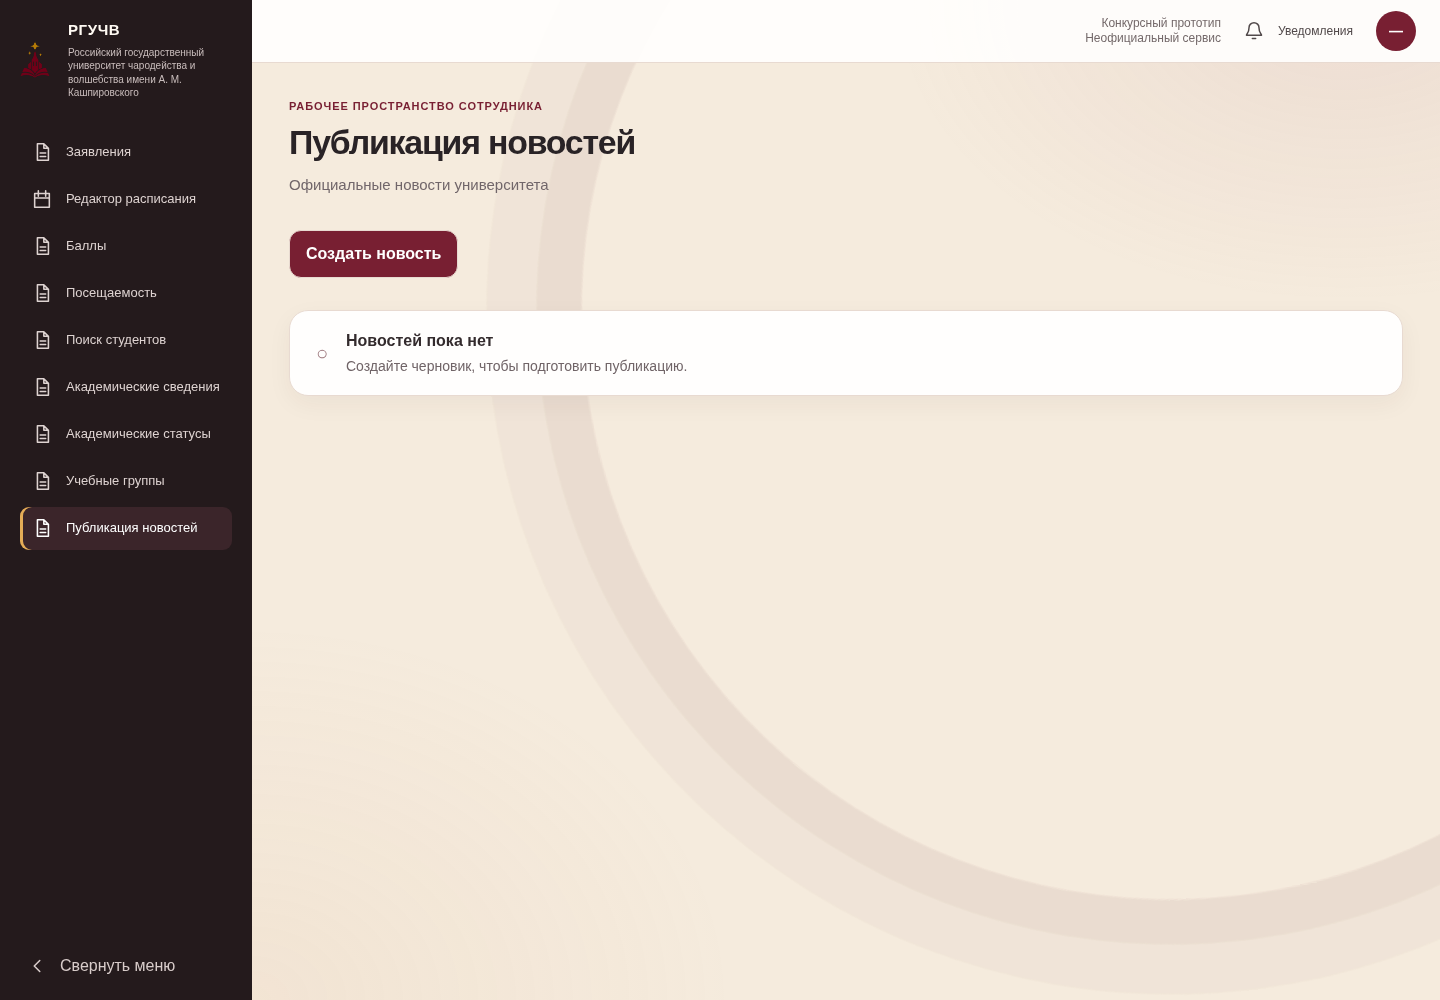 РГУЧВ
Российский государственный
университет чародейства и
волшебства имени А. М.
Кашпировского
Заявления
Редактор расписания
Баллы
Посещаемость
Поиск студентов
Академические сведения
Академические статусы
Учебные группы
Публикация новостей
Свернуть меню
Конкурсный прототип
Неофициальный сервис
Уведомления
—
РАБОЧЕЕ ПРОСТРАНСТВО СОТРУДНИКА
Публикация новостей
Официальные новости университета
Создать новость
Новостей пока нет
Создайте черновик, чтобы подготовить публикацию.